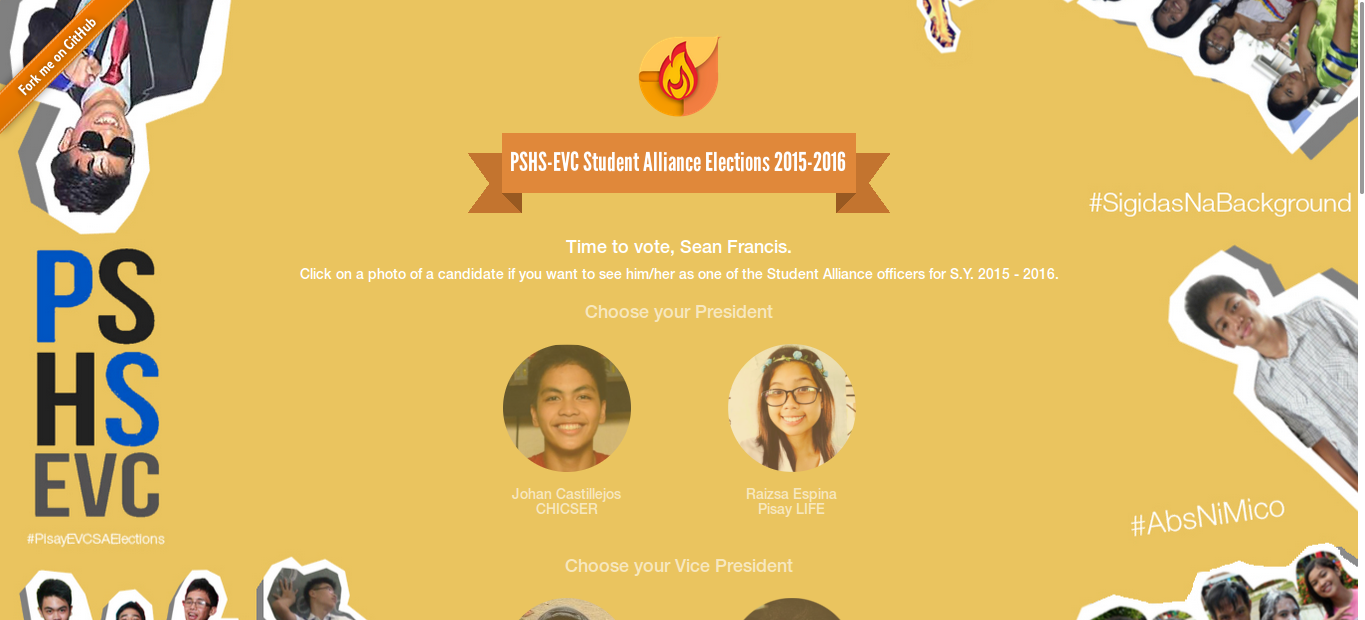 Fork me on GitHub
PSHS-EVC Student Alliance Elections 2015-2016
#SigidasNaBackground
Time to vote, Sean Francis.
Click on a photo of a candidate if you want to see him/her as one of the Student Alliance officers for S.Y. 2015 - 2016.
Choose your President
PS
HS
EVC
#PisayEVCSAElections
Johan Castillejos
CHICSER
Raizsa Espina
Pisay LIFE
#AbsNiMico
Choose your Vice President